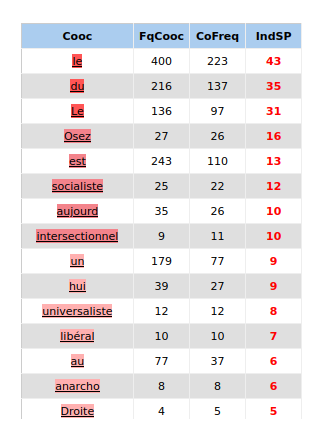 Cooc FqCooc CoFreq IndSP
le 400 223 43
du 216 137 35
Le 136 97 31
Osez 27 26 16
est 243 110 13
socialiste 25 22 12
aujourd 35 26 10
intersectionnel 9 11 10
un 179 77 9
hui 39 27 9
universaliste 12 12 8
libéral 10 10 7
au 77 37 6
anarcho 8 8 6
Droite 4 5 5